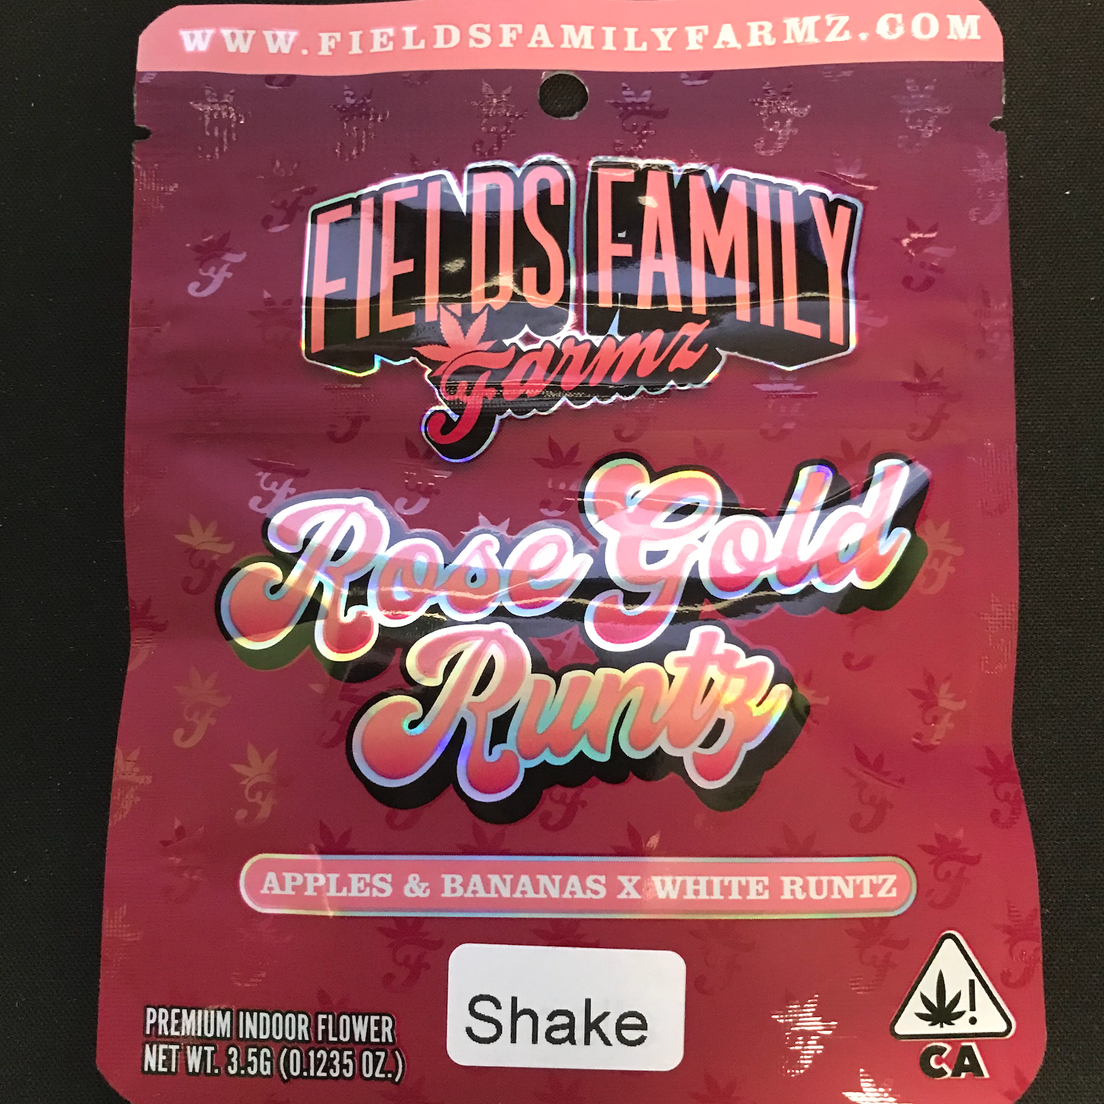 WWW.FIELDSFAMILYFARMZ.COM
FIELDS FAMILY
Farmz
Rose Gold
Runtz
APPLES & BANANAS X WHITE RUNTZ
Shake
PREMIUM INDOOR FLOWER
NET WT. 3.5G (0.1235 OZ.)
!
CA